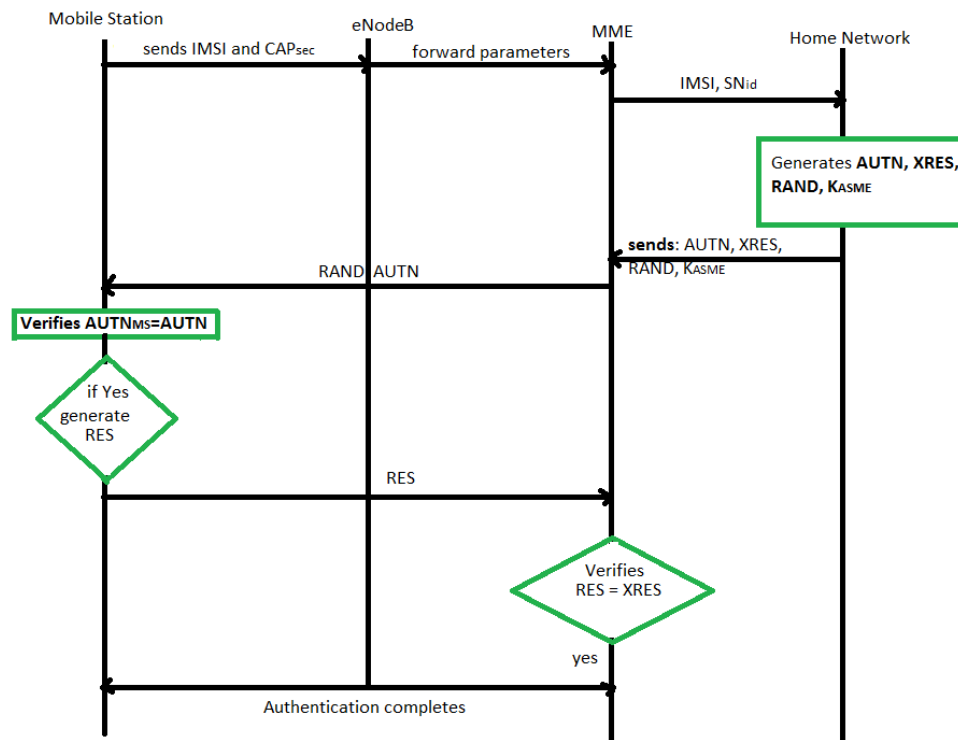 Mobile Station
eNodeB
MME
Home Network
sends IMSI and CAPsec
forward parameters
IMSI, SNid
Generates AUTN, XRES,
RAND, KASME
sends: AUTN, XRES,
RAND, KASME
RAND, AUTN
Verifies AUTNMS=AUTN
if Yes
generate
RES
RES
Verifies
RES = XRES
yes
Authentication completes